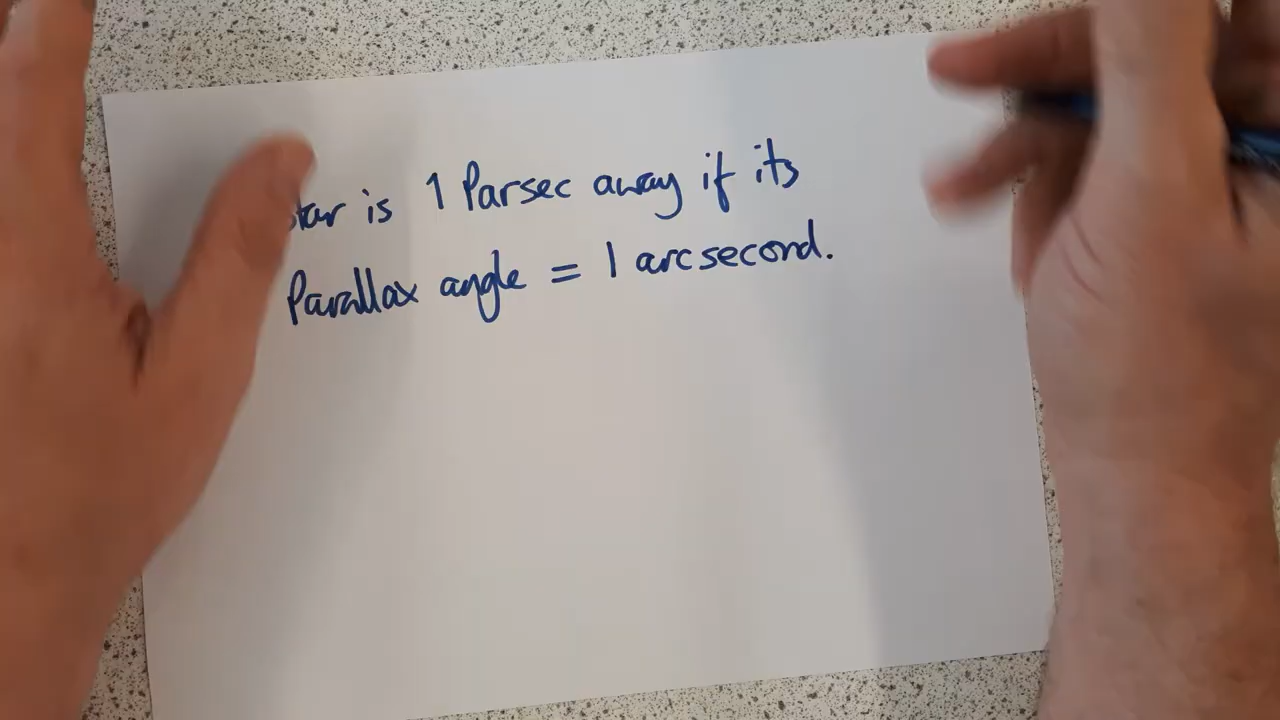 star is 1 Parsec away if its
Parallax angle = 1 arcsecond.